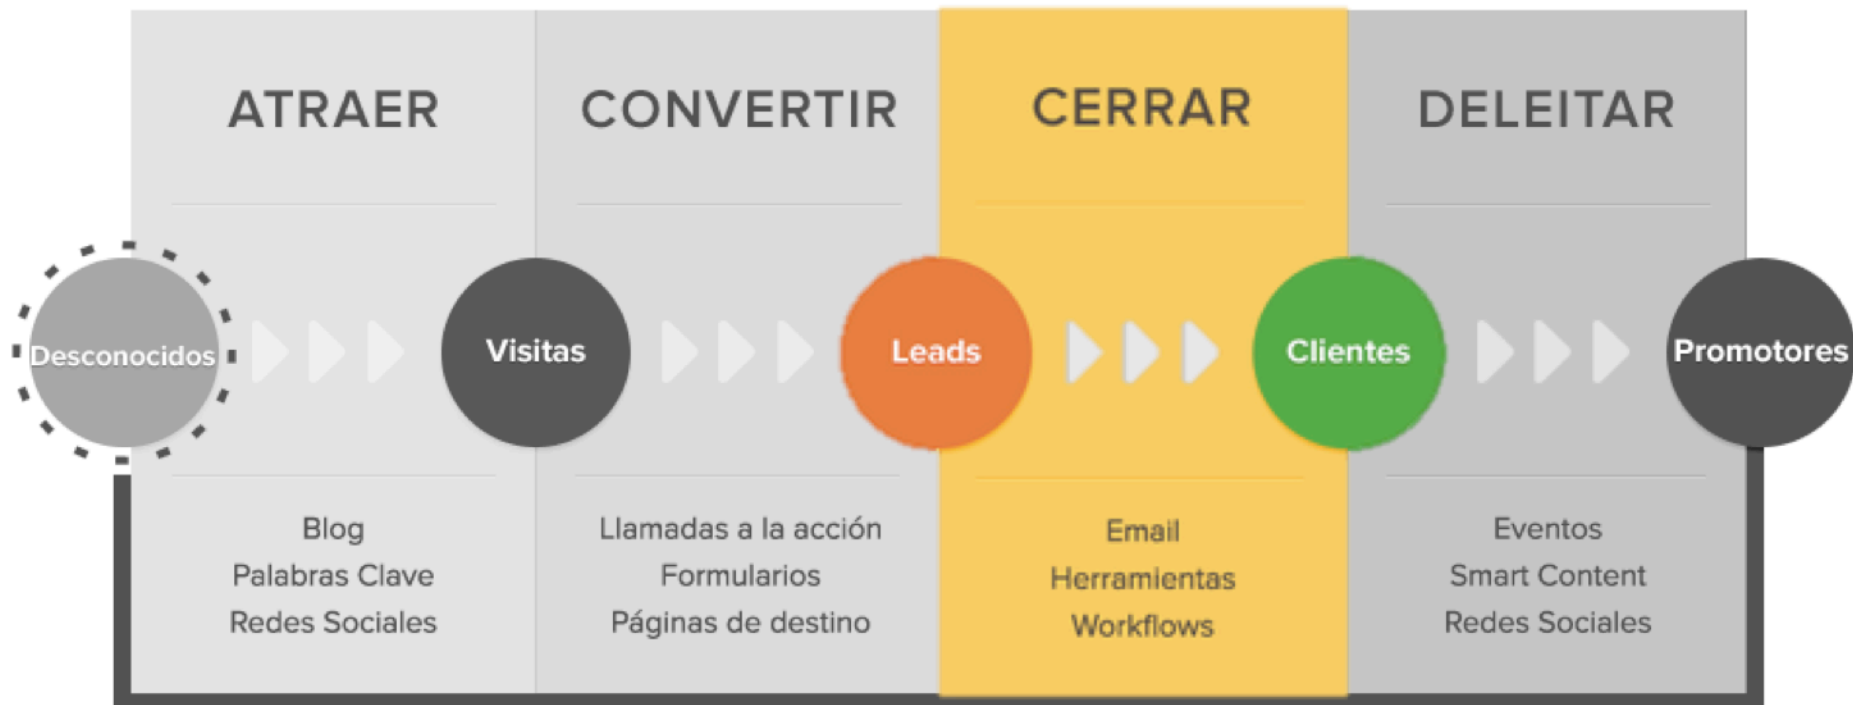 ATRAER
CONVERTIR
CERRAR
DELEITAR
Desconocidos
Visitas
Leads
Clientes
Promotores
Blog
Palabras Clave
Redes Sociales
Llamadas a la acción
Formularios
Páginas de destino
Email
Herramientas
Workflows
Eventos
Smart Content
Redes Sociales